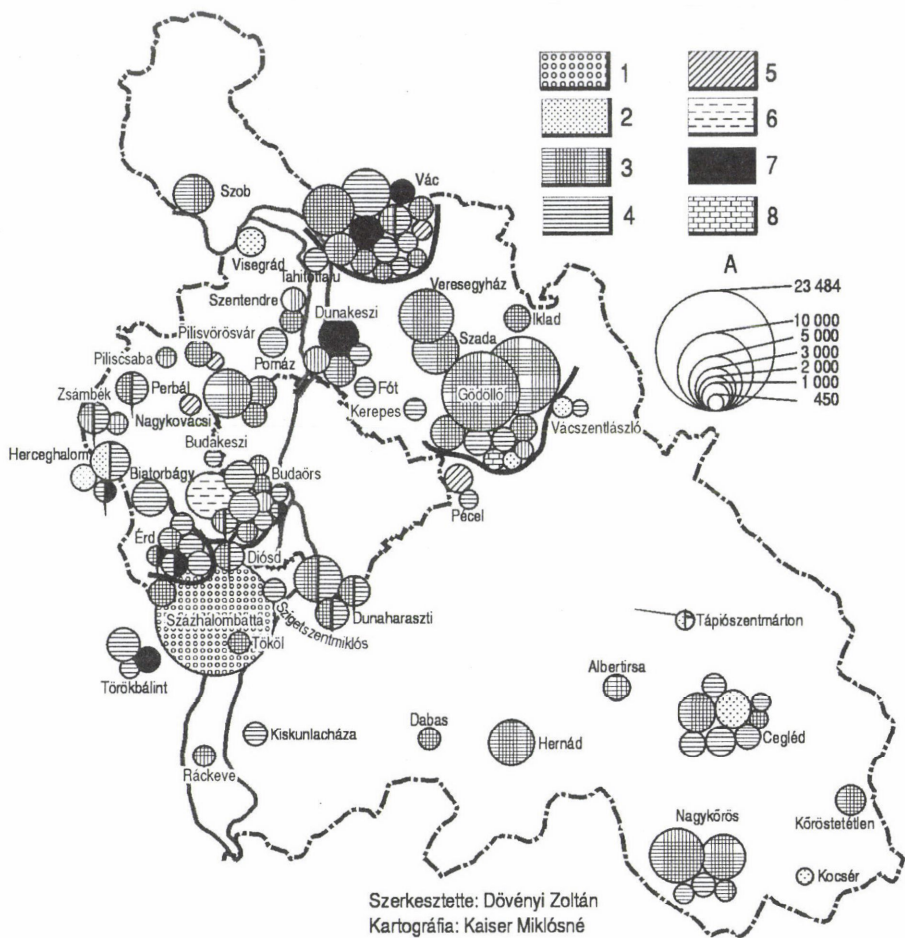 1
2
3
4
5
6
7
8
A
23 484
10 000
5 000
3 000
2 000
1 000
450
Szob
Vác
Visegrád
Tahitótfalu
Veresegyház
Szentendre
Dunakeszi
Iklad
Pilisvörösvár
Szada
Piliscsaba
Pomáz
Zsámbék
Perbál
Fót
Gödöllő
Nagykovácsi
Kerepes
Vácszentlászló
Budakeszi
Herceghalom
Biatorbágy
Budaörs
Pécel
Érd
Diósd
Szigetszentmiklós
Dunaharaszti
Százhalombatta
Tököl
Tápiószentmárton
Törökbálint
Albertirsa
Kiskunlacháza
Dabas
Hernád
Cegléd
Ráckeve
Nagykőrös
Kőröstetétlen
Kocsér
Szerkesztette: Dövényi Zoltán
Kartográfia: Kaiser Miklósné